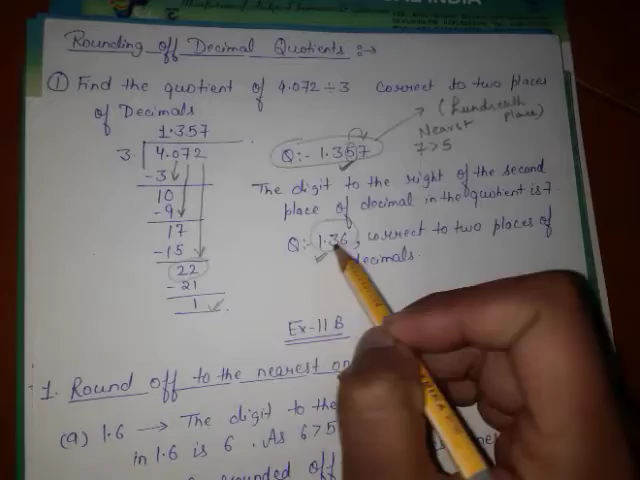 Rounding off Decimal Quotients :-→
① Find the quotient of 4.072 ÷ 3 correct to two places
of Decimals
1.357
3 4.072
-3
10
-9
17
-15
22
-21
1
Q:- 1.357
(Hundredth place)
Nearest
7>5
The digit to the right of the second
place of decimal in the quotient is 7.
Q:- 1.36, correct to two places of
decimals.
Ex-11B
1. Round off to the nearest
(a) 1.6 → The digit to the
in 1.6 is 6. As 6>5
rounded off